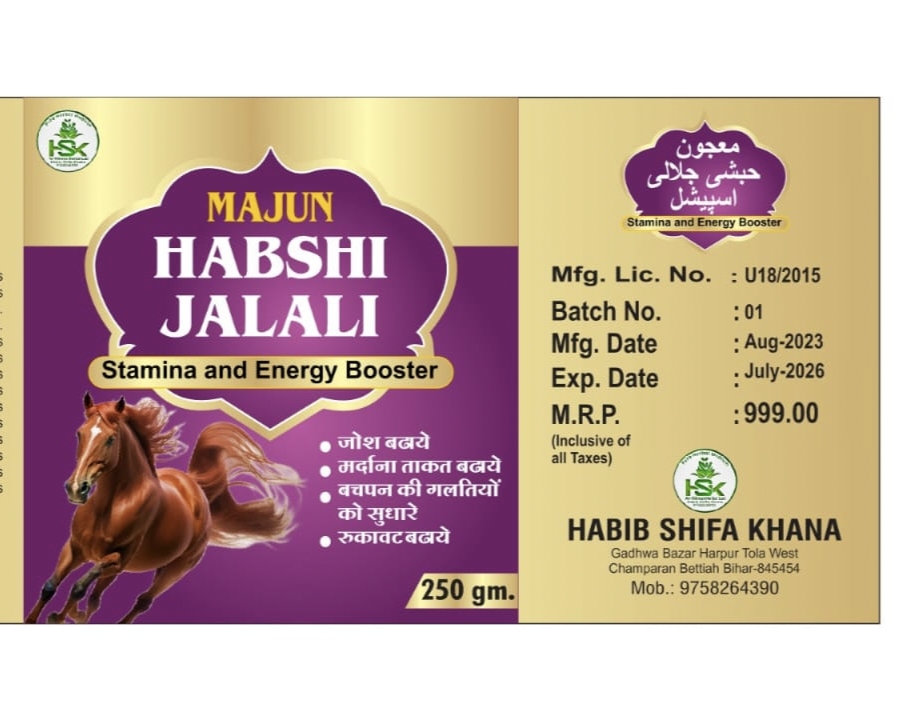 HSK
MAJUN
HABSHI
JALALI
Stamina and Energy Booster
जोश बढाये
मर्दाना ताकत बढाये
बचपन की गलतियों
को सुधारे
रुकावट बढाये
250 gm.
معجون
حبشی جلالی
اسپیشل
Stamina and Energy Booster
Mfg. Lic. No. : U18/2015
Batch No. : 01
Mfg. Date : Aug-2023
Exp. Date : July-2026
M.R.P. : 999.00
(Inclusive of
all Taxes)
HSK
HABIB SHIFA KHANA
Gadhwa Bazar Harpur Tola West
Champaran Bettiah Bihar-845454
Mob.: 9758264390